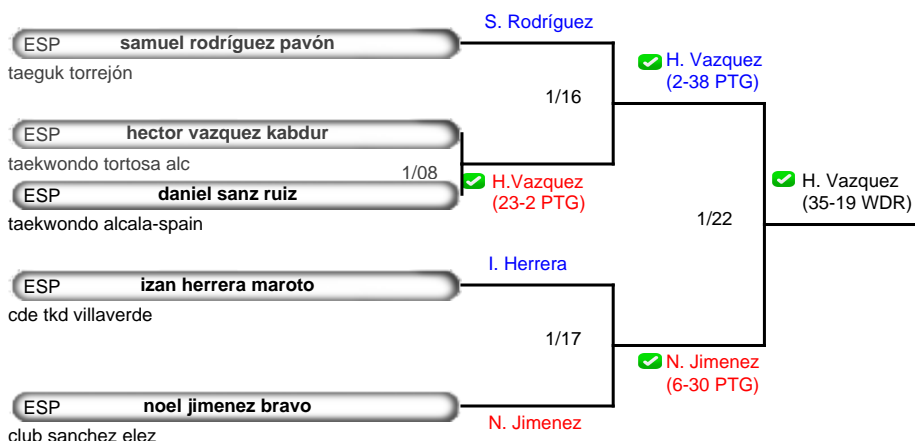 S. Rodríguez
ESP samuel rodríguez pavón
taeguk torrejón
H. Vazquez
(2-38 PTG)
1/16
ESP hector vazquez kabdur
taekwondo tortosa alc
1/08
H.Vazquez
(23-2 PTG)
ESP daniel sanz ruiz
taekwondo alcala-spain
H. Vazquez
(35-19 WDR)
1/22
I. Herrera
ESP izan herrera maroto
cde tkd villaverde
1/17
N. Jimenez
(6-30 PTG)
ESP noel jimenez bravo
N. Jimenez
club sanchez elez